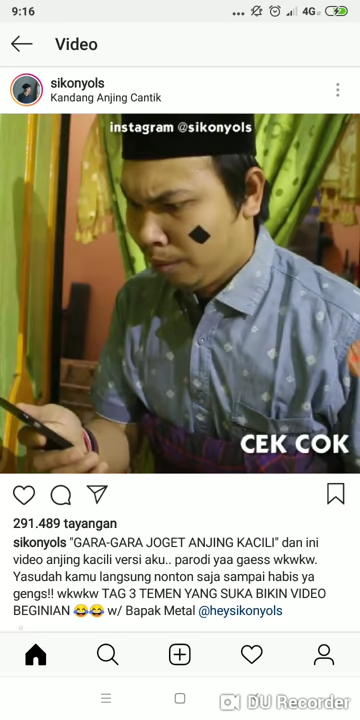 9:16
4G
Video
sikonyols
Kandang Anjing Cantik
instagram @sikonyols
CEK COK
291.489 tayangan
sikonyols "GARA-GARA JOGET ANJING KACILI" dan ini
video anjing kacili versi aku.. parodi yaa gaess wkwkw.
Yasudah kamu langsung nonton saja sampai habis ya
gengs!! wkwkw TAG 3 TEMEN YANG SUKA BIKIN VIDEO
BEGINIAN 😂😂 w/ Bapak Metal @heysikonyols
DU Recorder